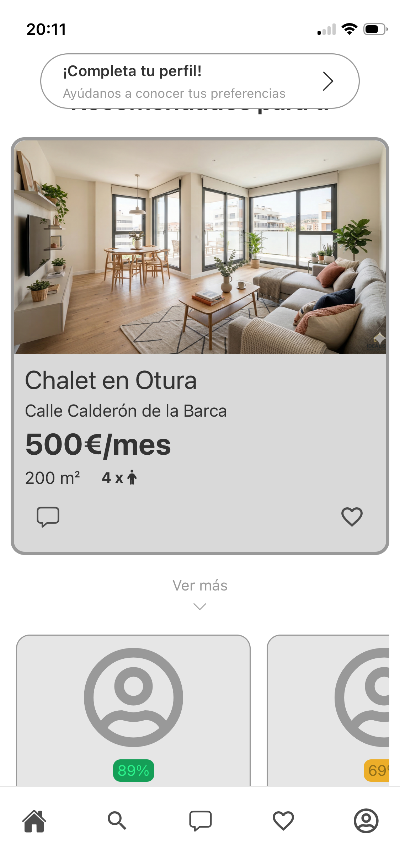 20:11
¡Completa tu perfil!
Ayúdanos a conocer tus preferencias
Chalet en Otura
Calle Calderón de la Barca
500€/mes
200 m²
4 x
Ver más
89%
69